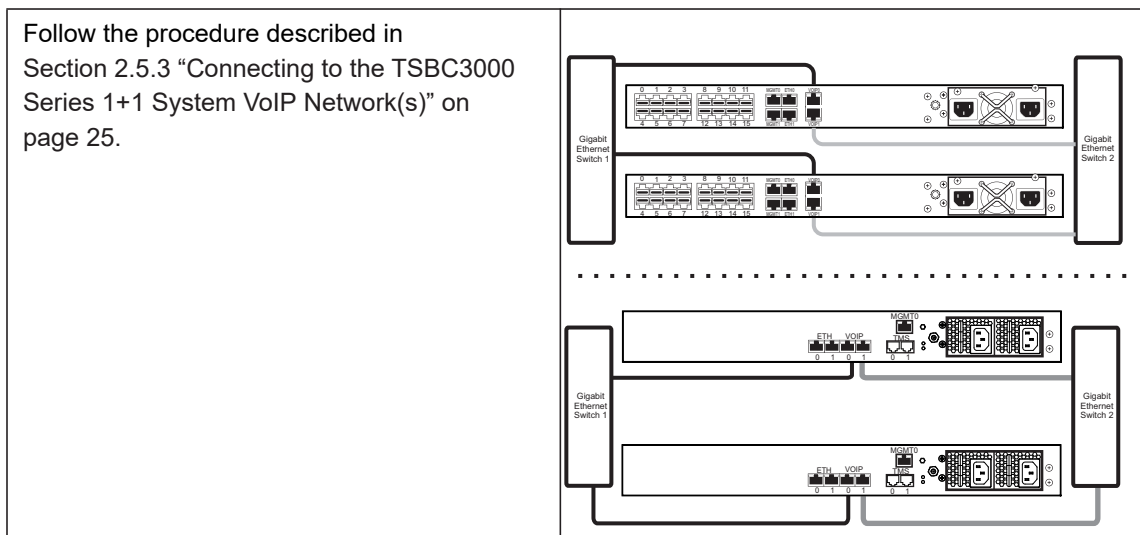 Follow the procedure described in
Section 2.5.3 “Connecting to the TSBC3000
Series 1+1 System VoIP Network(s)” on
page 25.
0 1 2 3 8 9 10 11 MGMT0 ETH0 VOIP0
4 5 6 7 12 13 14 15 MGMT1 ETH1 VOIP1
Gigabit
Ethernet
Switch 1
Gigabit
Ethernet
Switch 2
0 1 2 3 8 9 10 11 MGMT0 ETH0 VOIP0
4 5 6 7 12 13 14 15 MGMT1 ETH1 VOIP1
MGMT0
ETH VOIP TMS
0 1 0 1 0 1
Gigabit
Ethernet
Switch 1
Gigabit
Ethernet
Switch 2
MGMT0
ETH VOIP TMS
0 1 0 1 0 1